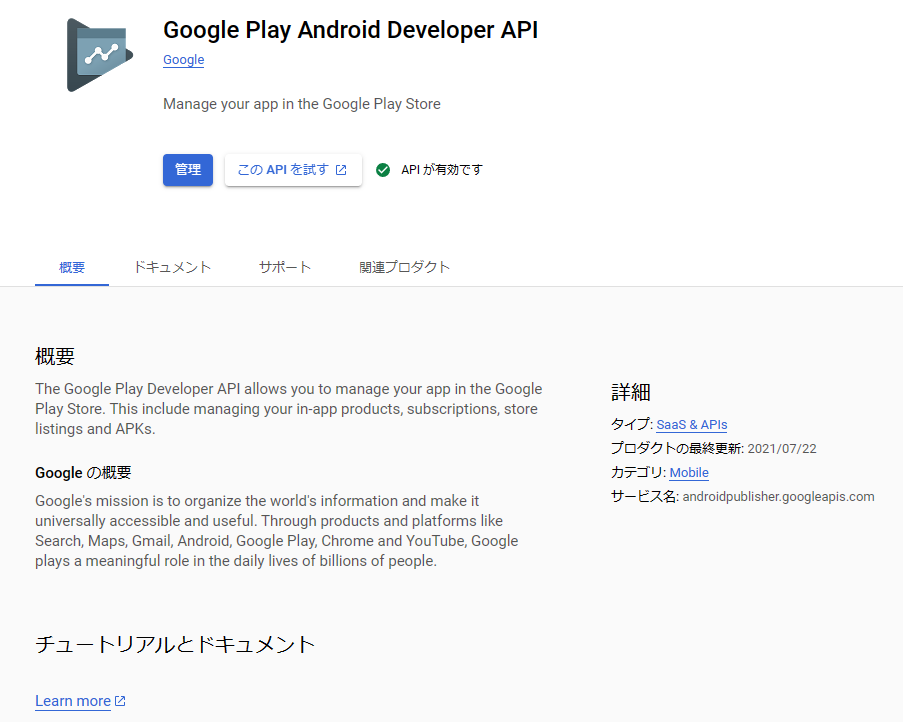 Google Play Android Developer API
Google
Manage your app in the Google Play Store
管理
この API を試す
API が有効です
概要
ドキュメント
サポート
関連プロダクト
概要
The Google Play Developer API allows you to manage your app in the Google
Play Store. This include managing your in-app products, subscriptions, store
listings and APKs.
Google の概要
Google's mission is to organize the world's information and make it
universally accessible and useful. Through products and platforms like
Search, Maps, Gmail, Android, Google Play, Chrome and YouTube, Google
plays a meaningful role in the daily lives of billions of people.
詳細
タイプ: SaaS & APIs
プロダクトの最終更新: 2021/07/22
カテゴリ: Mobile
サービス名: androidpublisher.googleapis.com
チュートリアルとドキュメント
Learn more